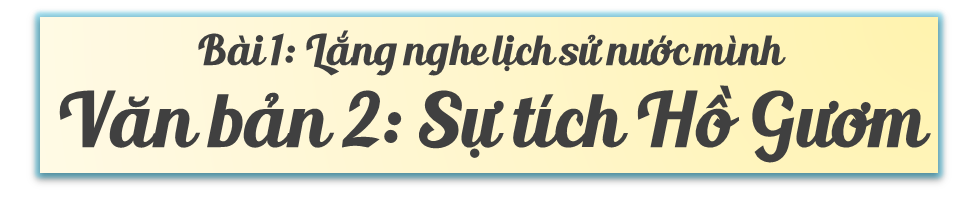 Bài 1: Lắng nghe lịch sử nước mình
Văn bản 2: Sự tích Hồ Gươm